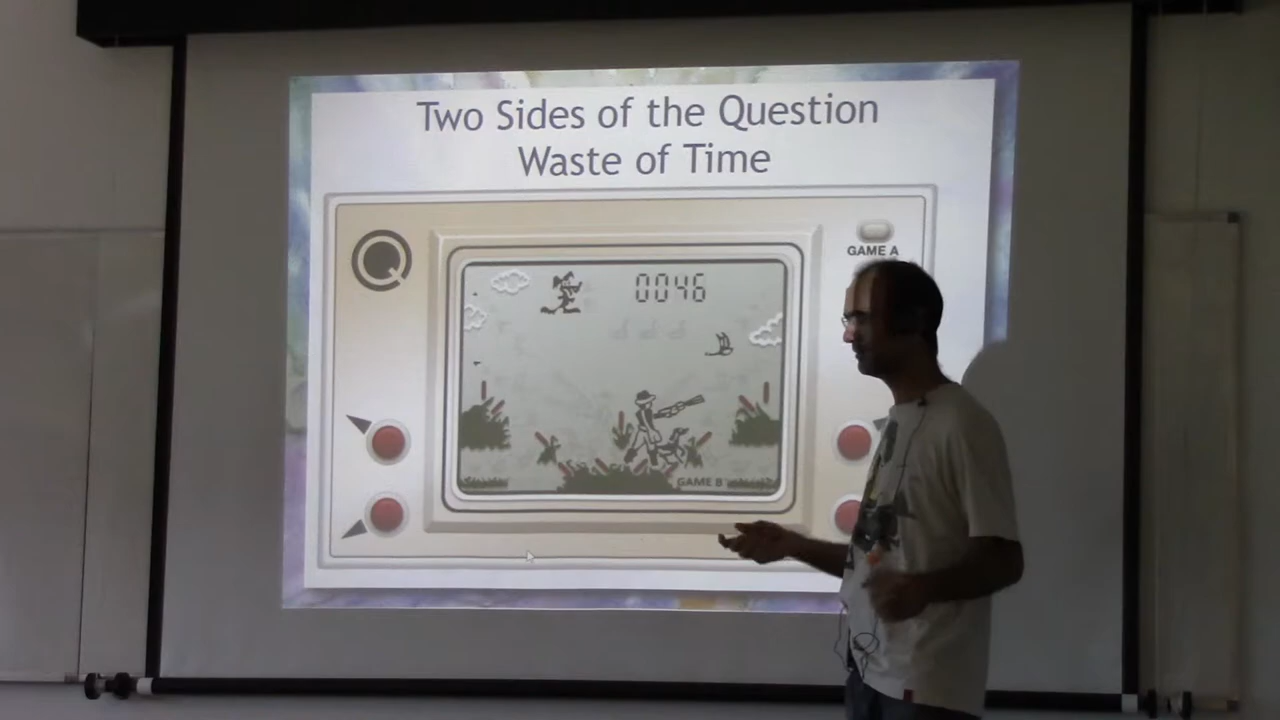 Two Sides of the Question
Waste of Time
Q
GAME A
0046
GAME B